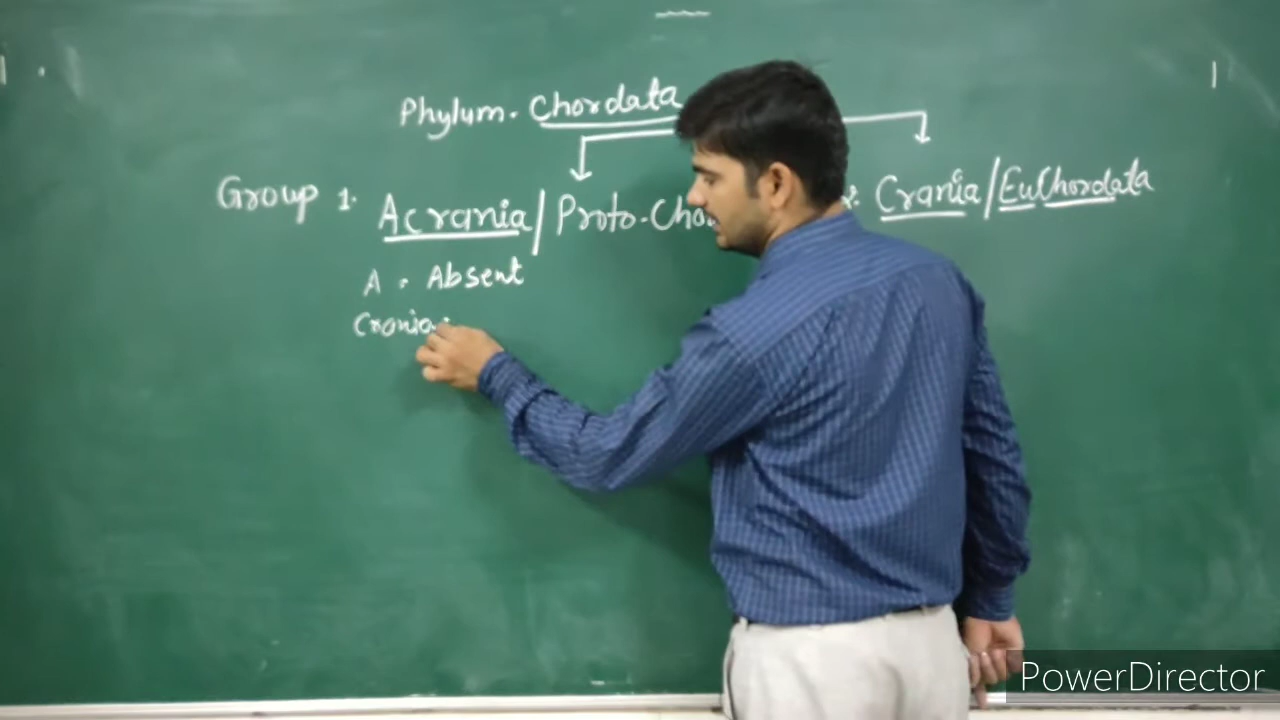 Phylum. Chordata
Group 1. Acrania/Proto-Cho
Crania/EuChordata
A. Absent
Crania
PowerDirector